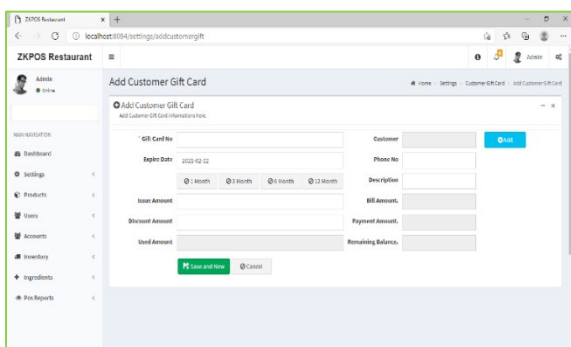 ZKPOS Restaurant
localhost:8084/settings/addcustomergift
ZKPOS Restaurant
Admin
Admin
Online
Add Customer Gift Card
Home
Settings
Customer Gift Card
Add Customer Gift Card
Add Customer Gift Card
Add Customer Gift Card Informations here.
MAIN NAVIGATION
Dashboard
Settings
Products
Users
Accounts
Inventory
Ingredients
Pos Reports
* Gift Card No
Customer
Add
Expire Date
2021-02-12
Phone No
1 Month
3 Month
6 Month
12 Month
Description
Issue Amount
Bill Amount.
Discount Amount
Payment Amount.
Used Amount
Remaining Balance.
Save and New
Cancel